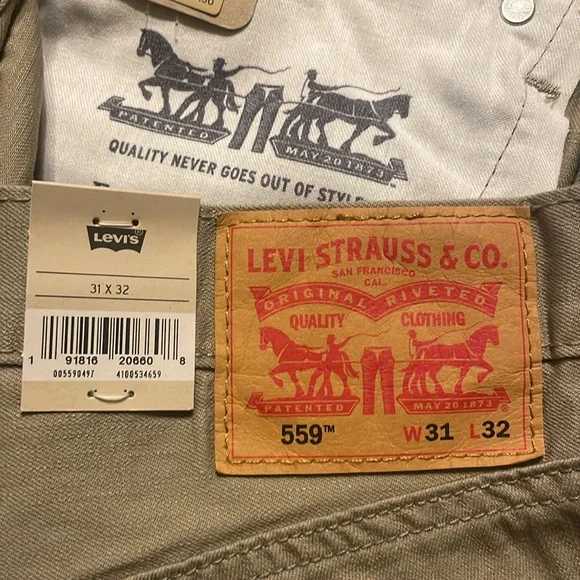 PATENTED
MAY 20 1873
QUALITY NEVER GOES OUT OF STYLE
Levi's
31 X 32
1 91816 20660 8
005590497 4100534659
LEVI STRAUSS & CO.
SAN FRANCISCO
CAL.
ORIGINAL RIVETED
QUALITY CLOTHING
PATENTED MAY 20 1873
559™ W31 L32